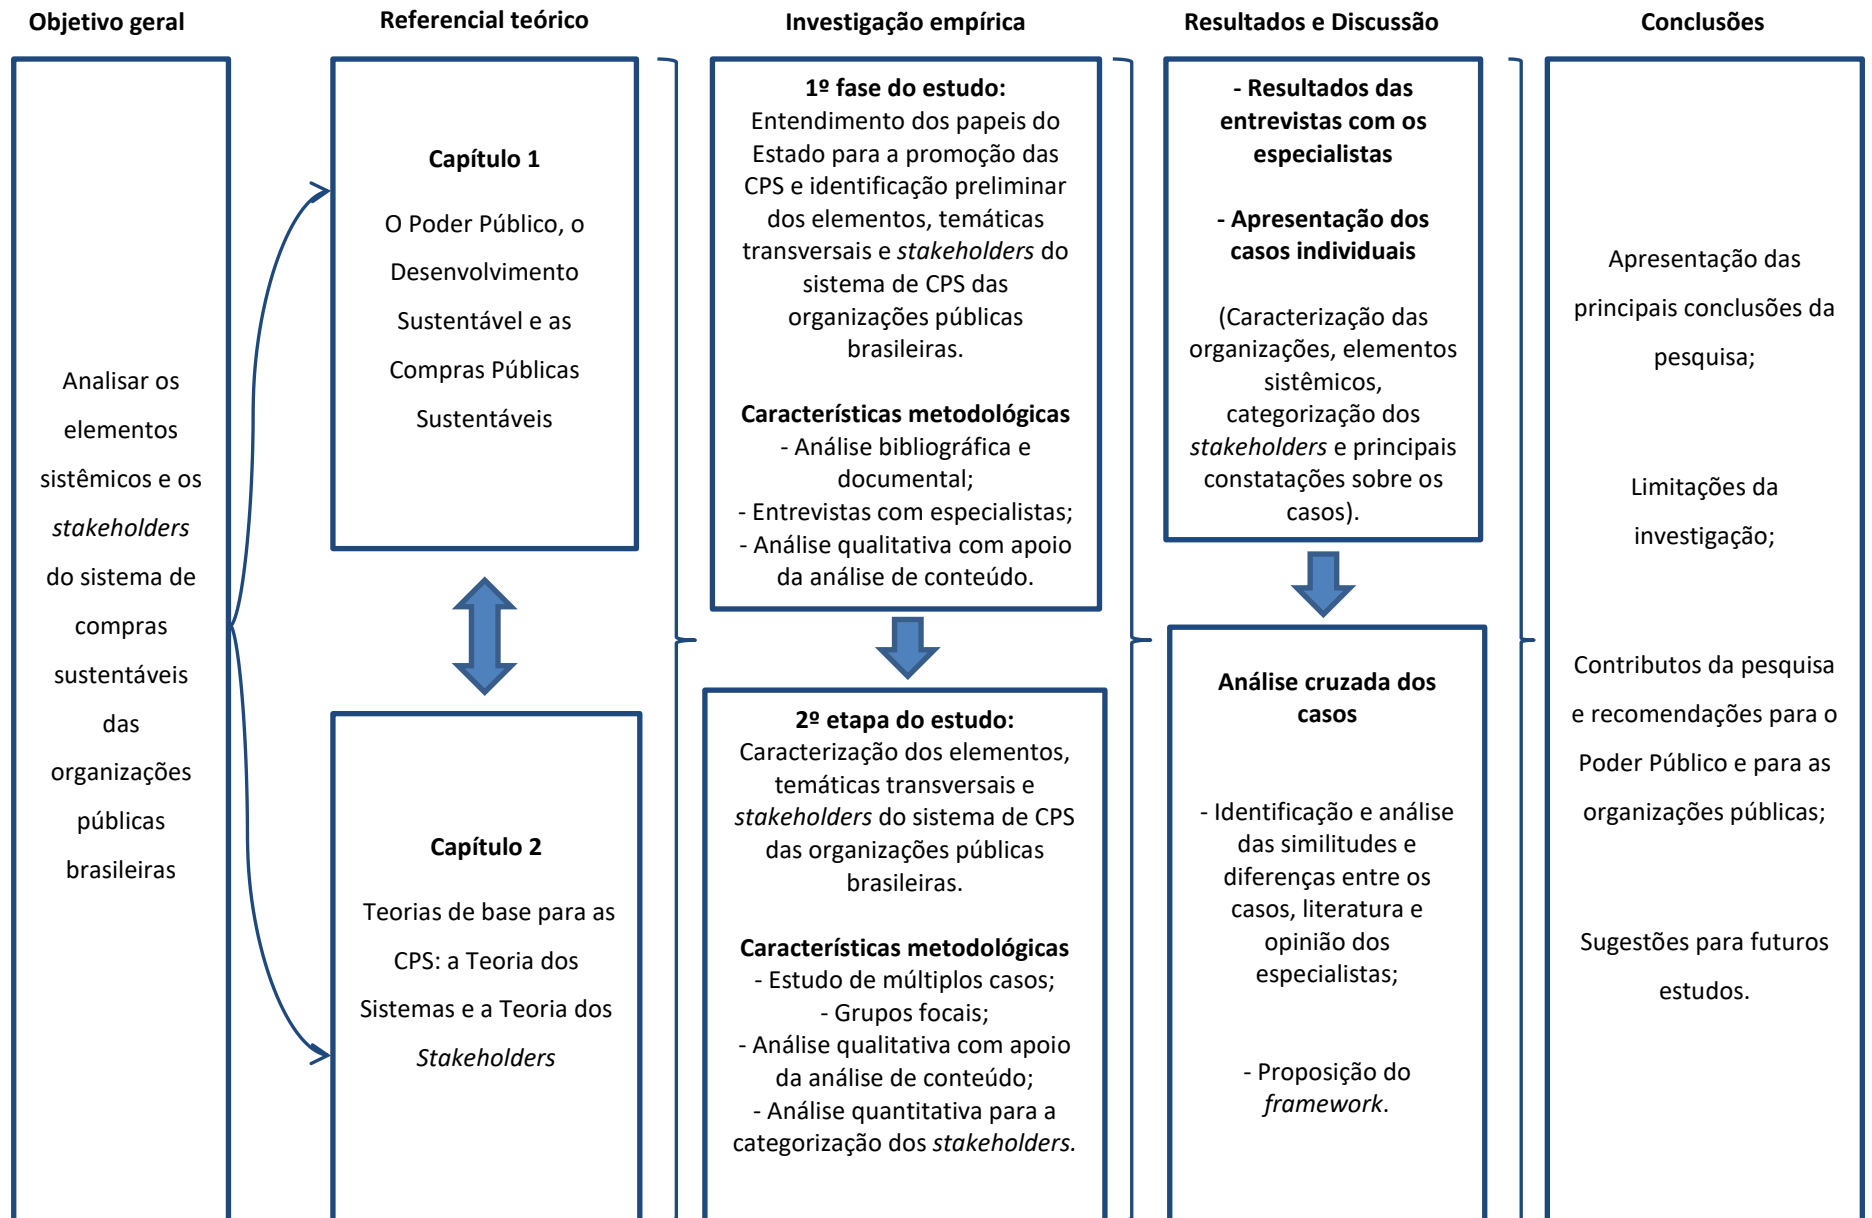 Objetivo geral
Analisar os
elementos
sistêmicos e os
stakeholders
do sistema de
compras
sustentáveis
das
organizações
públicas
brasileiras
Referencial teórico
Capítulo 1
O Poder Público, o
Desenvolvimento
Sustentável e as
Compras Públicas
Sustentáveis
Capítulo 2
Teorias de base para as
CPS: a Teoria dos
Sistemas e a Teoria dos
Stakeholders
Investigação empírica
1º fase do estudo:
Entendimento dos papeis do
Estado para a promoção das
CPS e identificação preliminar
dos elementos, temáticas
transversais e stakeholders do
sistema de CPS das
organizações públicas
brasileiras.
Características metodológicas
- Análise bibliográfica e
documental;
- Entrevistas com especialistas;
- Análise qualitativa com apoio
da análise de conteúdo.
2º etapa do estudo:
Caracterização dos elementos,
temáticas transversais e
stakeholders do sistema de CPS
das organizações públicas
brasileiras.
Características metodológicas
- Estudo de múltiplos casos;
- Grupos focais;
- Análise qualitativa com apoio
da análise de conteúdo;
- Análise quantitativa para a
categorização dos stakeholders.
Resultados e Discussão
- Resultados das
entrevistas com os
especialistas
- Apresentação dos
casos individuais
(Caracterização das
organizações, elementos
sistêmicos,
categorização dos
stakeholders e principais
constatações sobre os
casos).
Análise cruzada dos
casos
- Identificação e análise
das similitudes e
diferenças entre os
casos, literatura e
opinião dos
especialistas;
- Proposição do
framework.
Conclusões
Apresentação das
principais conclusões da
pesquisa;
Limitações da
investigação;
Contributos da pesquisa
e recomendações para o
Poder Público e para as
organizações públicas;
Sugestões para futuros
estudos.